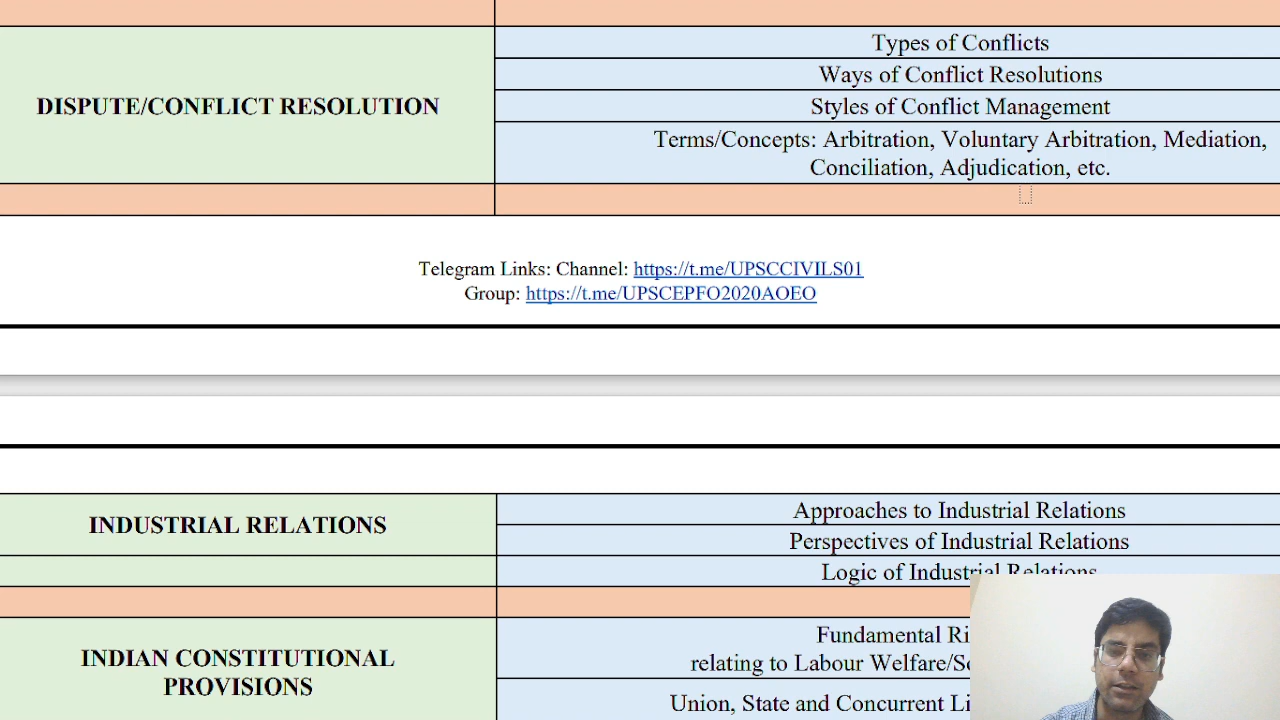 Types of Conflicts
Ways of Conflict Resolutions
DISPUTE/CONFLICT RESOLUTION
Styles of Conflict Management
Terms/Concepts: Arbitration, Voluntary Arbitration, Mediation,
Conciliation, Adjudication, etc.
Telegram Links: Channel: https://t.me/UPSCCIVILS01
Group: https://t.me/UPSCEPFO2020AOEO
INDUSTRIAL RELATIONS
Approaches to Industrial Relations
Perspectives of Industrial Relations
Logic of Industrial Relations
INDIAN CONSTITUTIONAL
PROVISIONS
Fundamental Ri
relating to Labour Welfare/S
Union, State and Concurrent Li